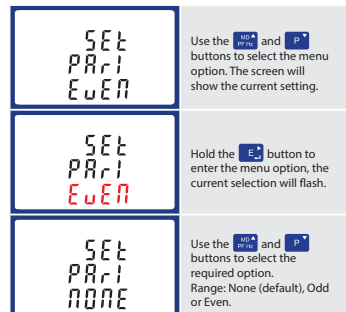 SEt
PArI
EvEN
Use the MD PF Hz and P
buttons to select the menu
option. The screen will
show the current setting.
SEt
PArI
EvEN
Hold the E button to
enter the menu option, the
current selection will flash.
SEt
PArI
NONE
Use the MD PF Hz and P
buttons to select the
required option.
Range: None (default), Odd
or Even.